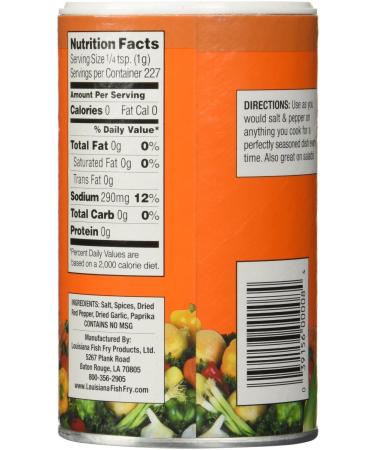 Nutrition Facts
Serving Size 1/4 tsp. (1g)
Servings per Container 227
Amount Per Serving
Calories 0 Fat Cal 0
% Daily Value*
Total Fat 0g 0%
Saturated Fat 0g 0%
Trans Fat 0g
Sodium 290mg 12%
Total Carb 0g 0%
Protein 0g
*Percent Daily Values are
based on a 2,000 calorie diet.
INGREDIENTS: Salt, Spices, Dried
Red Pepper, Dried Garlic, Paprika
CONTAINS NO MSG
Manufactured By:
Louisiana Fish Fry Products, Ltd.
5267 Plank Road
Baton Rouge, LA 70805
800-356-2905
www.LouisianaFishFry.com
DIRECTIONS: Use as you
would salt & pepper on
anything you cook for a
perfectly seasoned dish every
time. Also great on salads
0 39156 00008 4